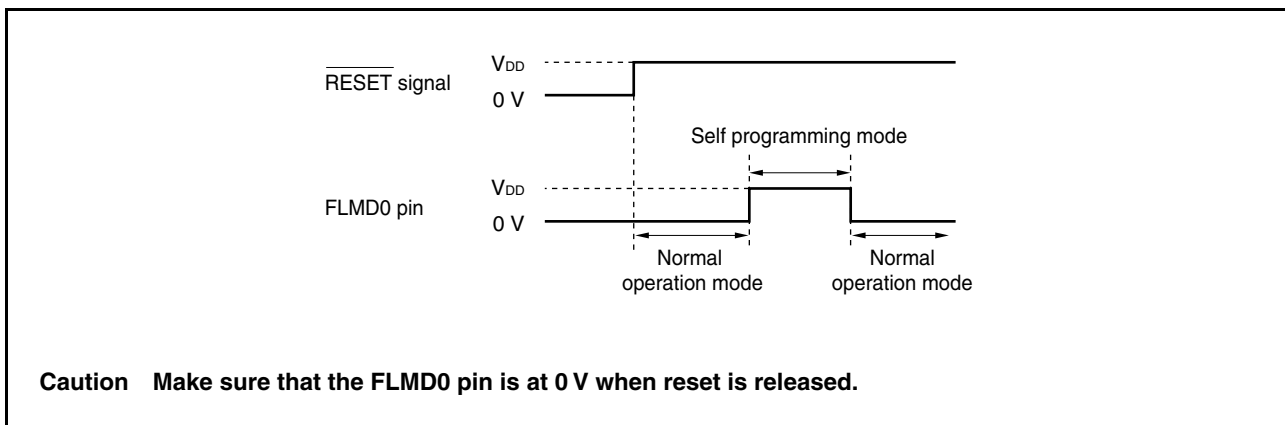 VDD
RESET signal
0 V
Self programming mode
VDD
FLMD0 pin
0 V
Normal operation mode
Normal operation mode
Caution Make sure that the FLMD0 pin is at 0 V when reset is released.